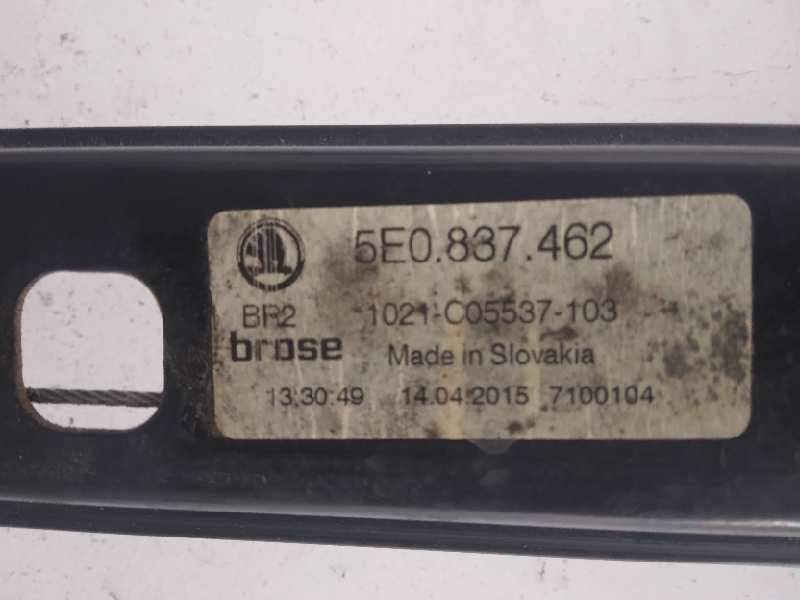 5E0.837.462
BR2 1021-C05537-103
brose Made in Slovakia
13:30:49 14.04.2015 7100104